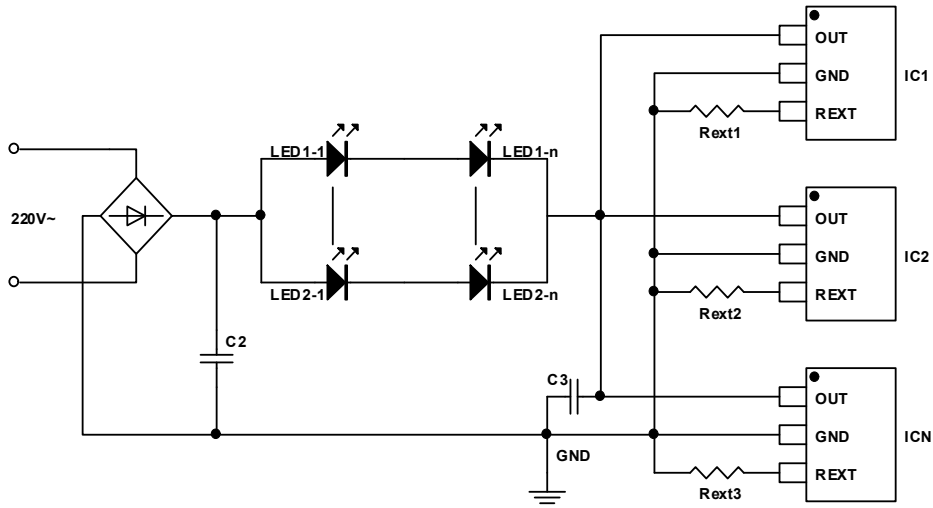 OUT
GND
IC1
REXT
Rext1
LED1-1
LED1-n
220V~
OUT
GND
IC2
REXT
Rext2
LED2-1
LED2-n
C2
C3
OUT
GND
ICN
GND
REXT
Rext3